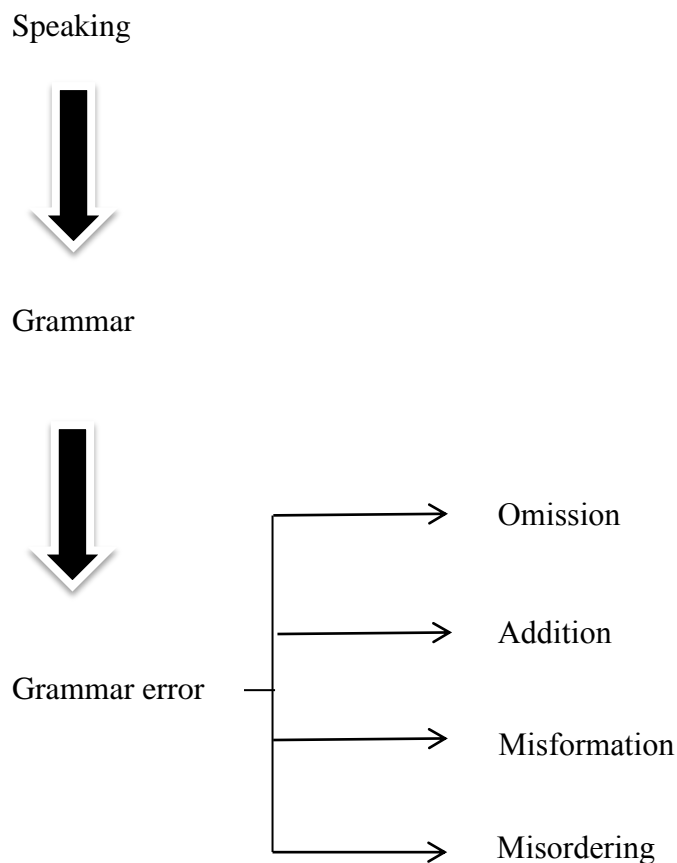 Speaking
Grammar
Omission
Addition
Grammar error
Misformation
Misordering